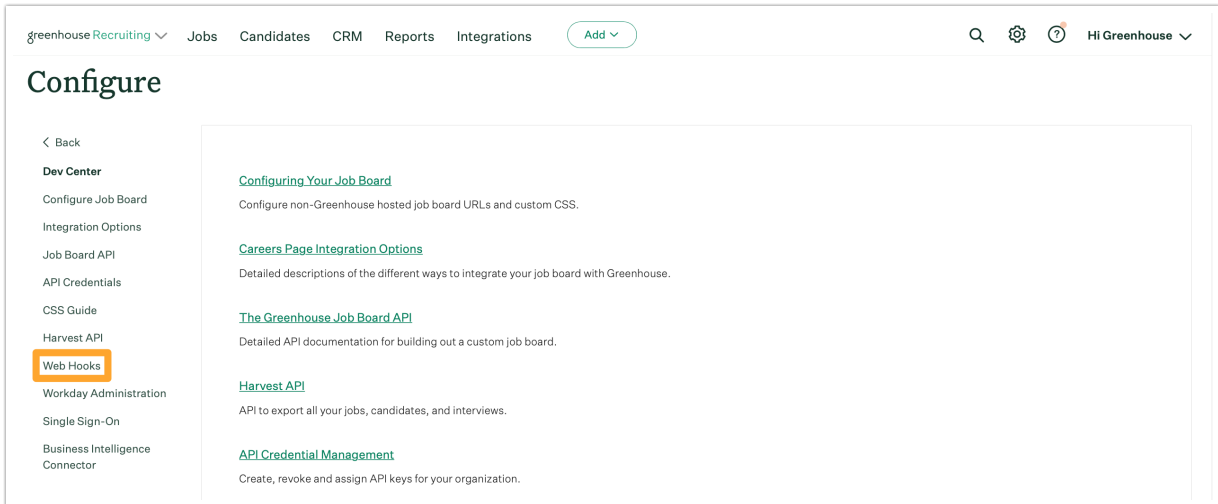 greenhouse Recruiting Jobs Candidates CRM Reports Integrations Add ? Hi Greenhouse
Configure
Back
Dev Center
Configure Job Board
Integration Options
Job Board API
API Credentials
CSS Guide
Harvest API
Web Hooks
Workday Administration
Single Sign-On
Business Intelligence
Connector
Configuring Your Job Board
Configure non-Greenhouse hosted job board URLs and custom CSS.
Careers Page Integration Options
Detailed descriptions of the different ways to integrate your job board with Greenhouse.
The Greenhouse Job Board API
Detailed API documentation for building out a custom job board.
Harvest API
API to export all your jobs, candidates, and interviews.
API Credential Management
Create, revoke and assign API keys for your organization.